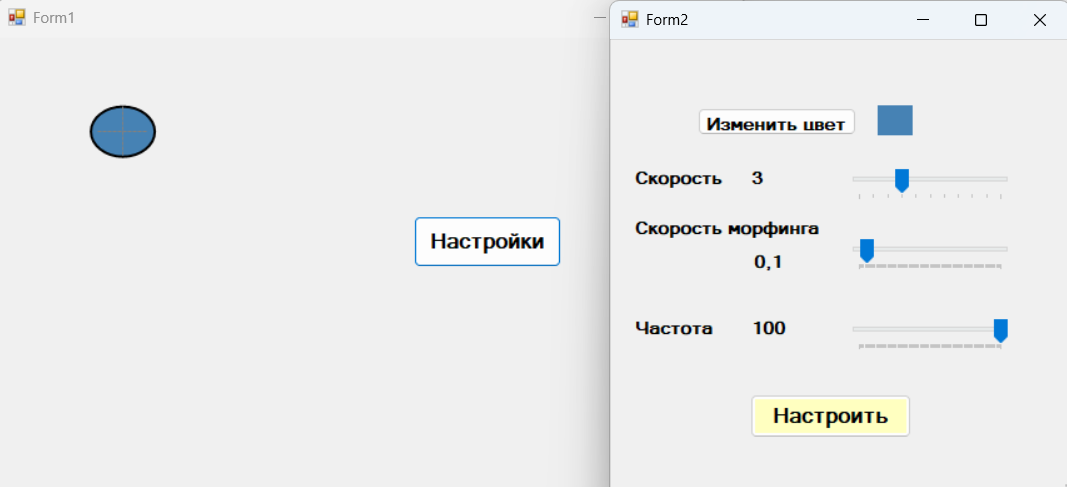 Form1
Настройки
Form2
Изменить цвет
Скорость 3
Скорость морфинга
0,1
Частота 100
Настроить